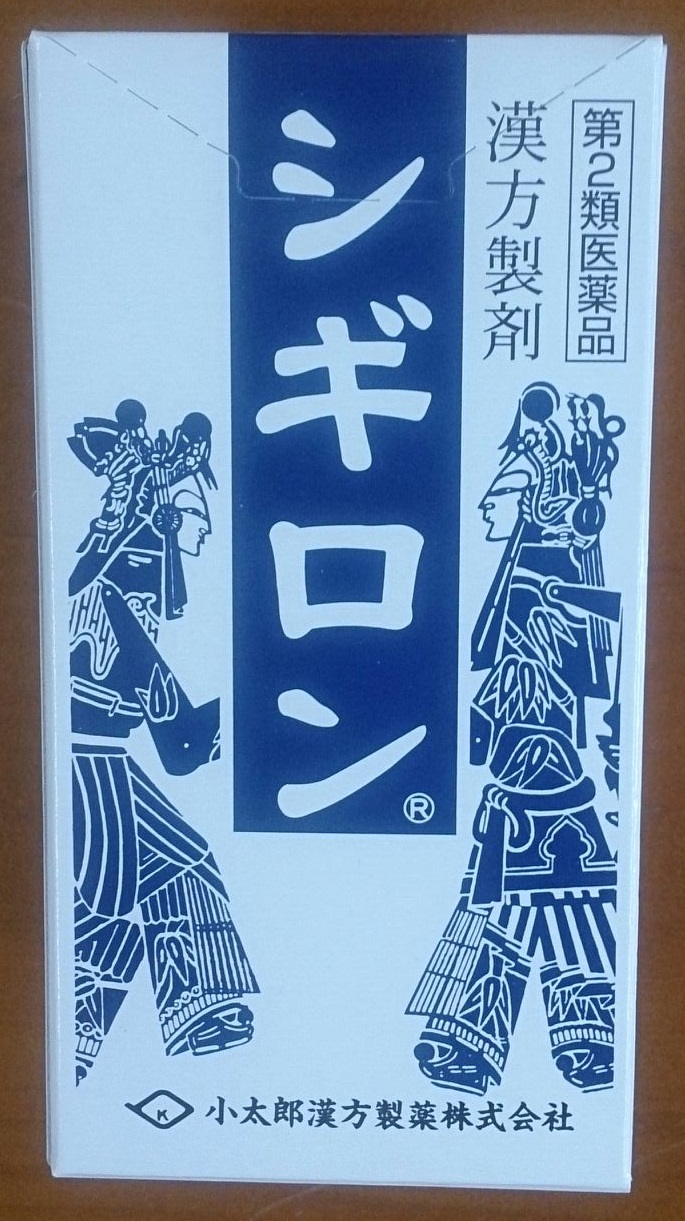 第2類医薬品
漢方製剤
シギロン®
K
小太郎漢方製薬株式会社